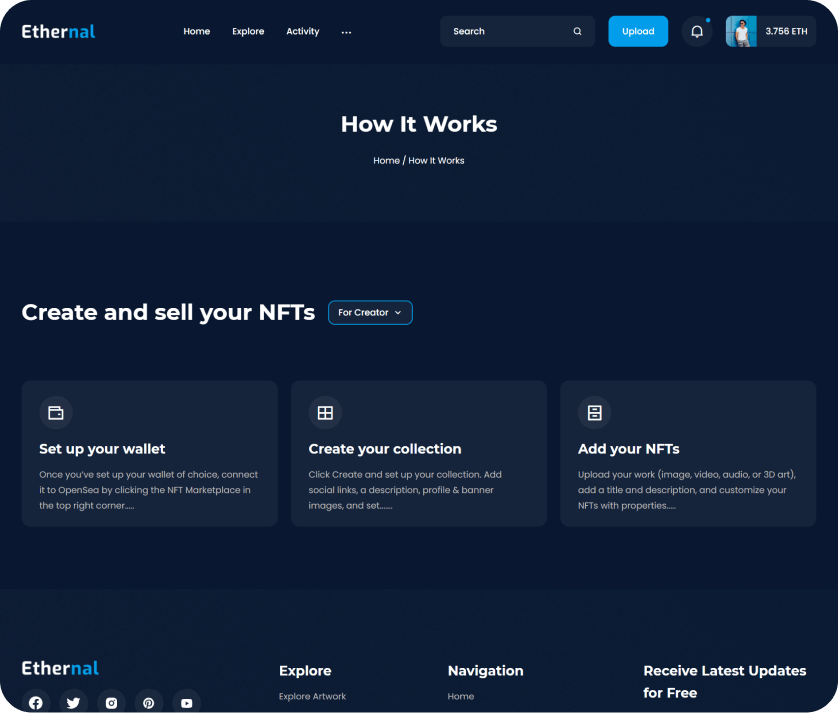 Ethernal
Home Explore Activity ...
Search
Upload
3.756 ETH
How It Works
Home / How It Works
Create and sell your NFTs
For Creator
Set up your wallet
Once you've set up your wallet of choice, connect
it to OpenSea by clicking the NFT Marketplace in
the top right corner.....
Create your collection
Click Create and set up your collection. Add
social links, a description, profile & banner
images, and set.......
Add your NFTs
Upload your work (image, video, audio, or 3D art),
add a title and description, and customize your
NFTs with properties.....
Ethernal
Explore
Explore Artwork
Navigation
Home
Receive Latest Updates
for Free